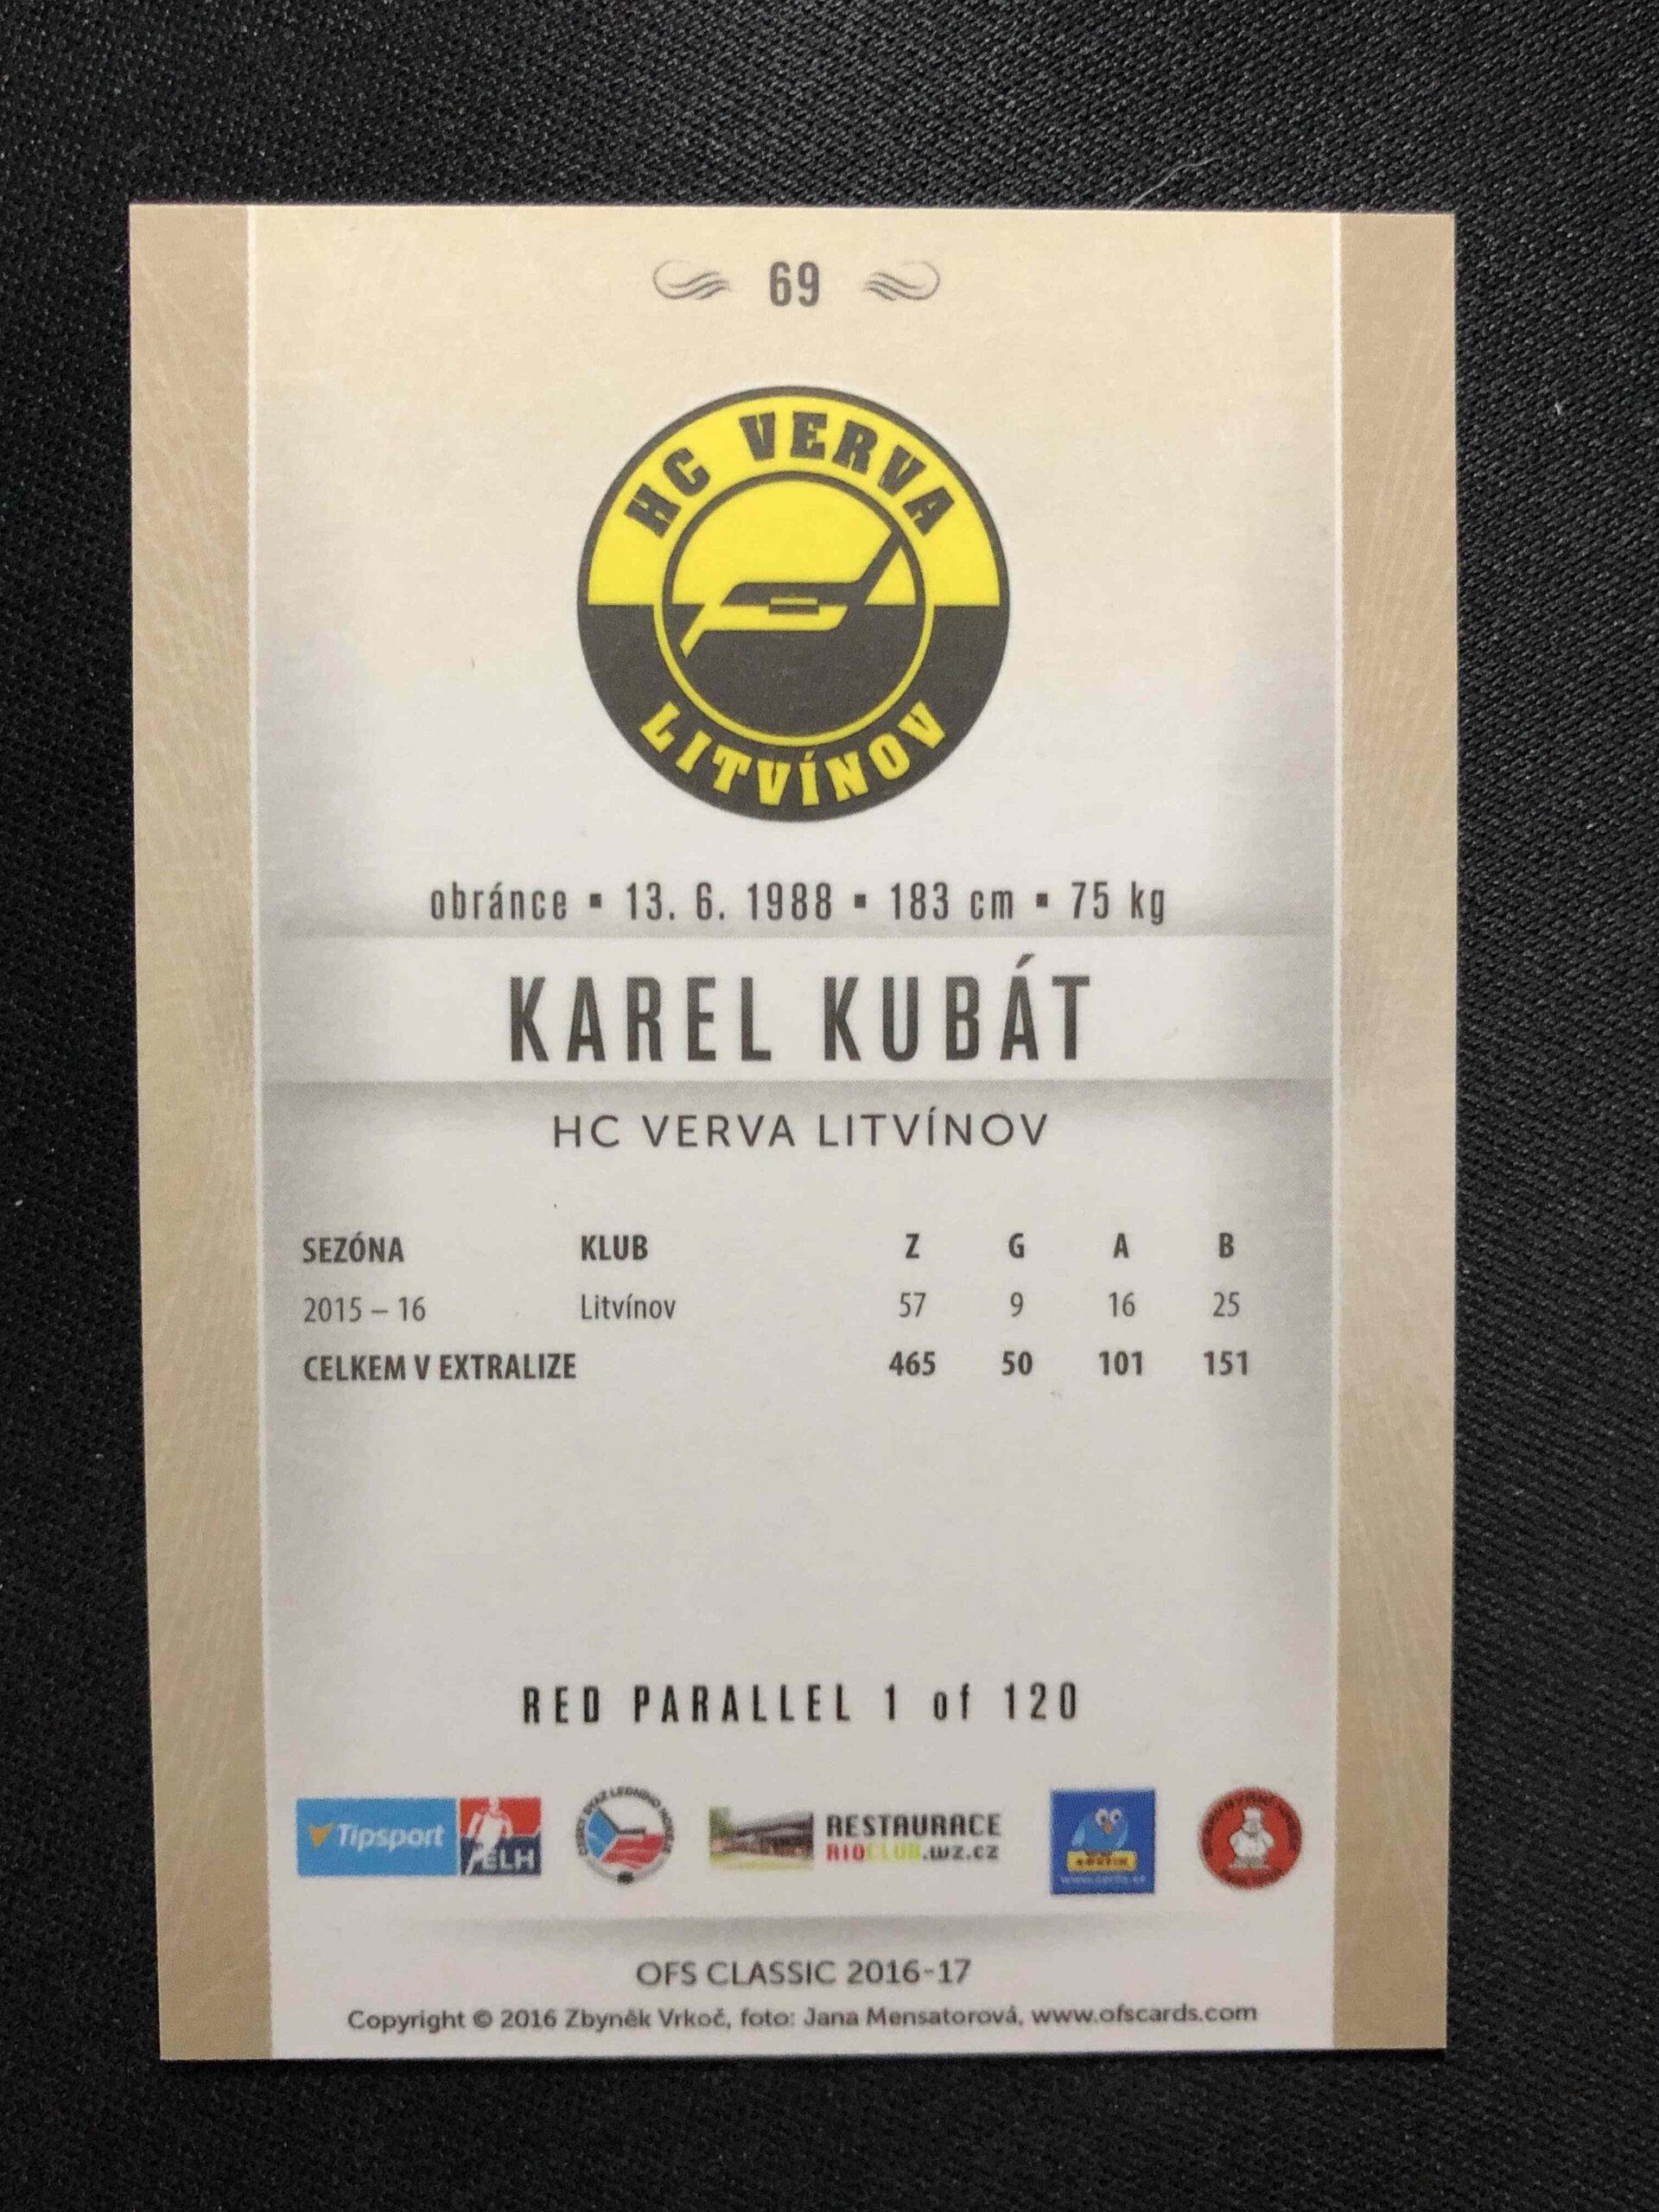 69
HC VERVA
LITVÍNOV
obránce ▪ 13. 6. 1988 ▪ 183 cm ▪ 75 kg
KAREL KUBÁT
HC VERVA LITVÍNOV
SEZÓNA KLUB Z G A B
2015 – 16 Litvínov 57 9 16 25
CELKEM V EXTRALIZE 465 50 101 151
RED PARALLEL 1 of 120
Tipsport ELH
RESTAURACE
RIOCLUB.wz.cz
OFS CLASSIC 2016-17
Copyright © 2016 Zbyněk Vrkoč, foto: Jana Mensatorová, www.ofscards.com